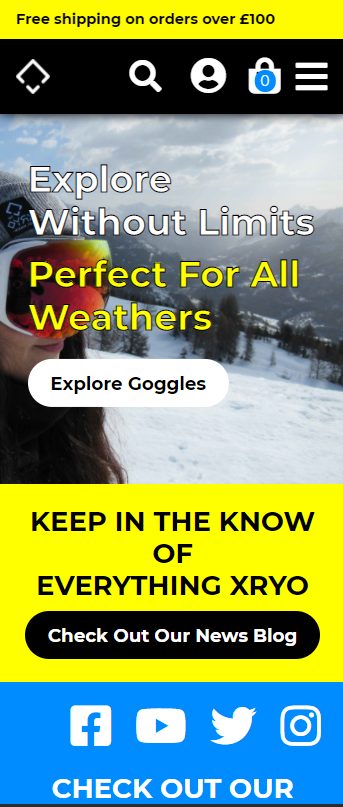 Free shipping on orders over £100
0
Explore
Without Limits
Perfect For All
Weathers
Explore Goggles
KEEP IN THE KNOW
OF
EVERYTHING XRYO
Check Out Our News Blog
CHECK OUT OUR